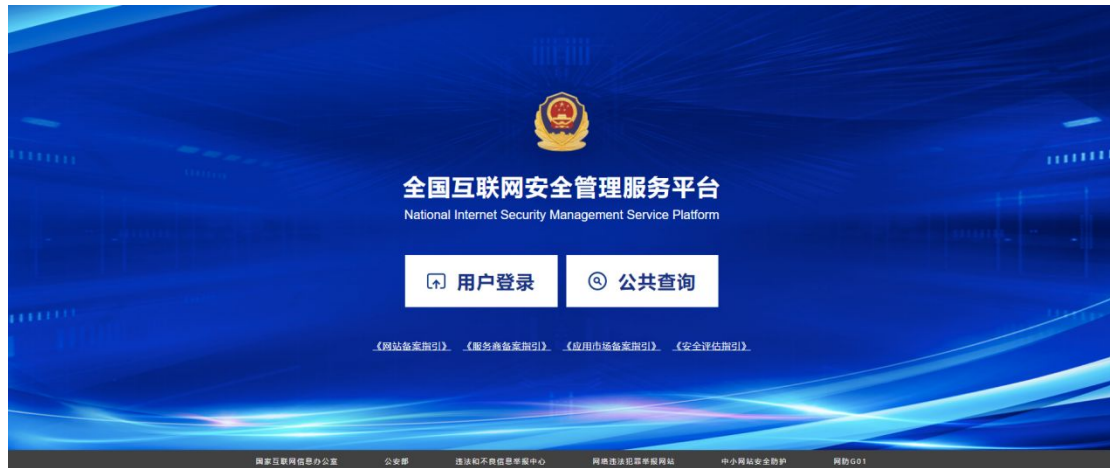 全国互联网安全管理服务平台
National Internet Security Management Service Platform
用户登录 公共查询
《网站备案指引》 《服务商备案指引》 《应用市场备案指引》 《安全评估指引》
国家互联网信息办公室 公安部 违法和不良信息举报中心 网络违法犯罪举报网站 中小网站安全防护 网防G01